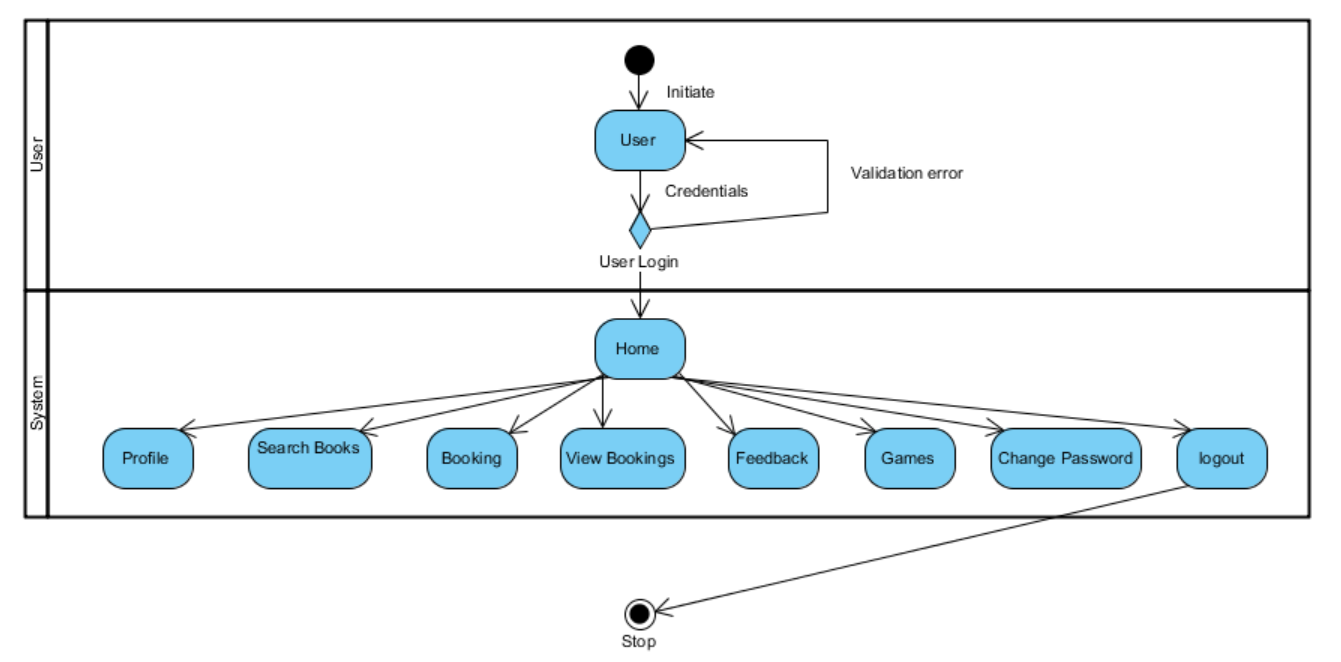 Initiate
User
User
Validation error
Credentials
User Login
Home
System
Profile
Search Books
Booking
View Bookings
Feedback
Games
Change Password
logout
Stop